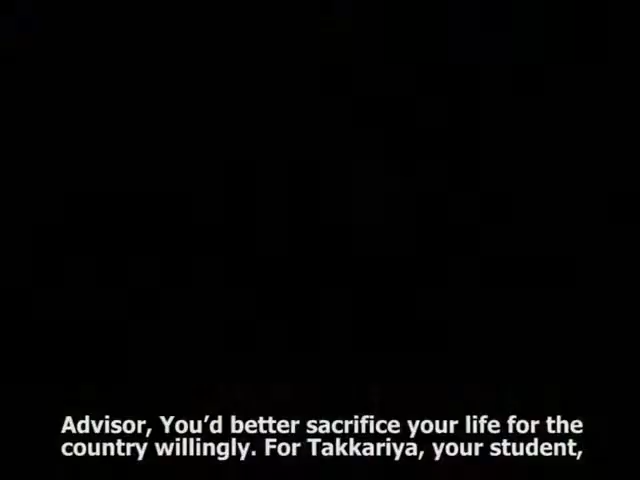 Advisor, You’d better sacrifice your life for the
country willingly. For Takkariya, your student,